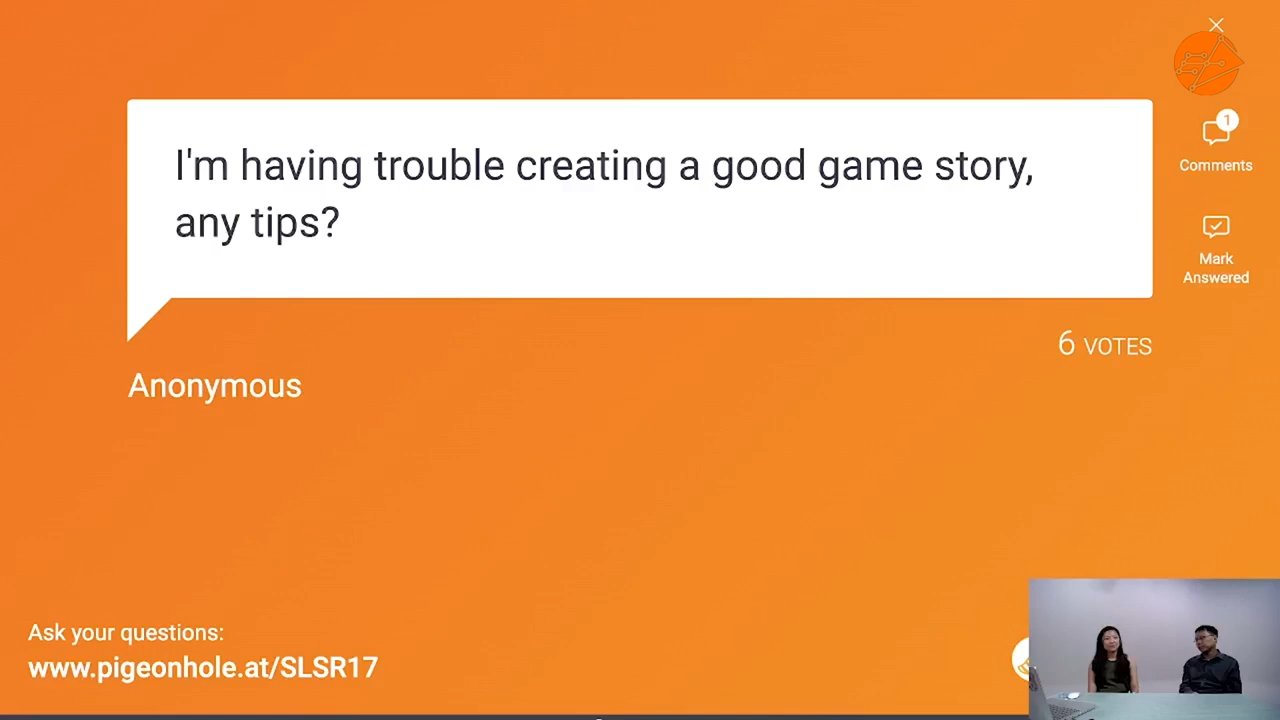 I'm having trouble creating a good game story,
any tips?
1
Comments
Mark
Answered
6 VOTES
Anonymous
Ask your questions:
www.pigeonhole.at/SLSR17